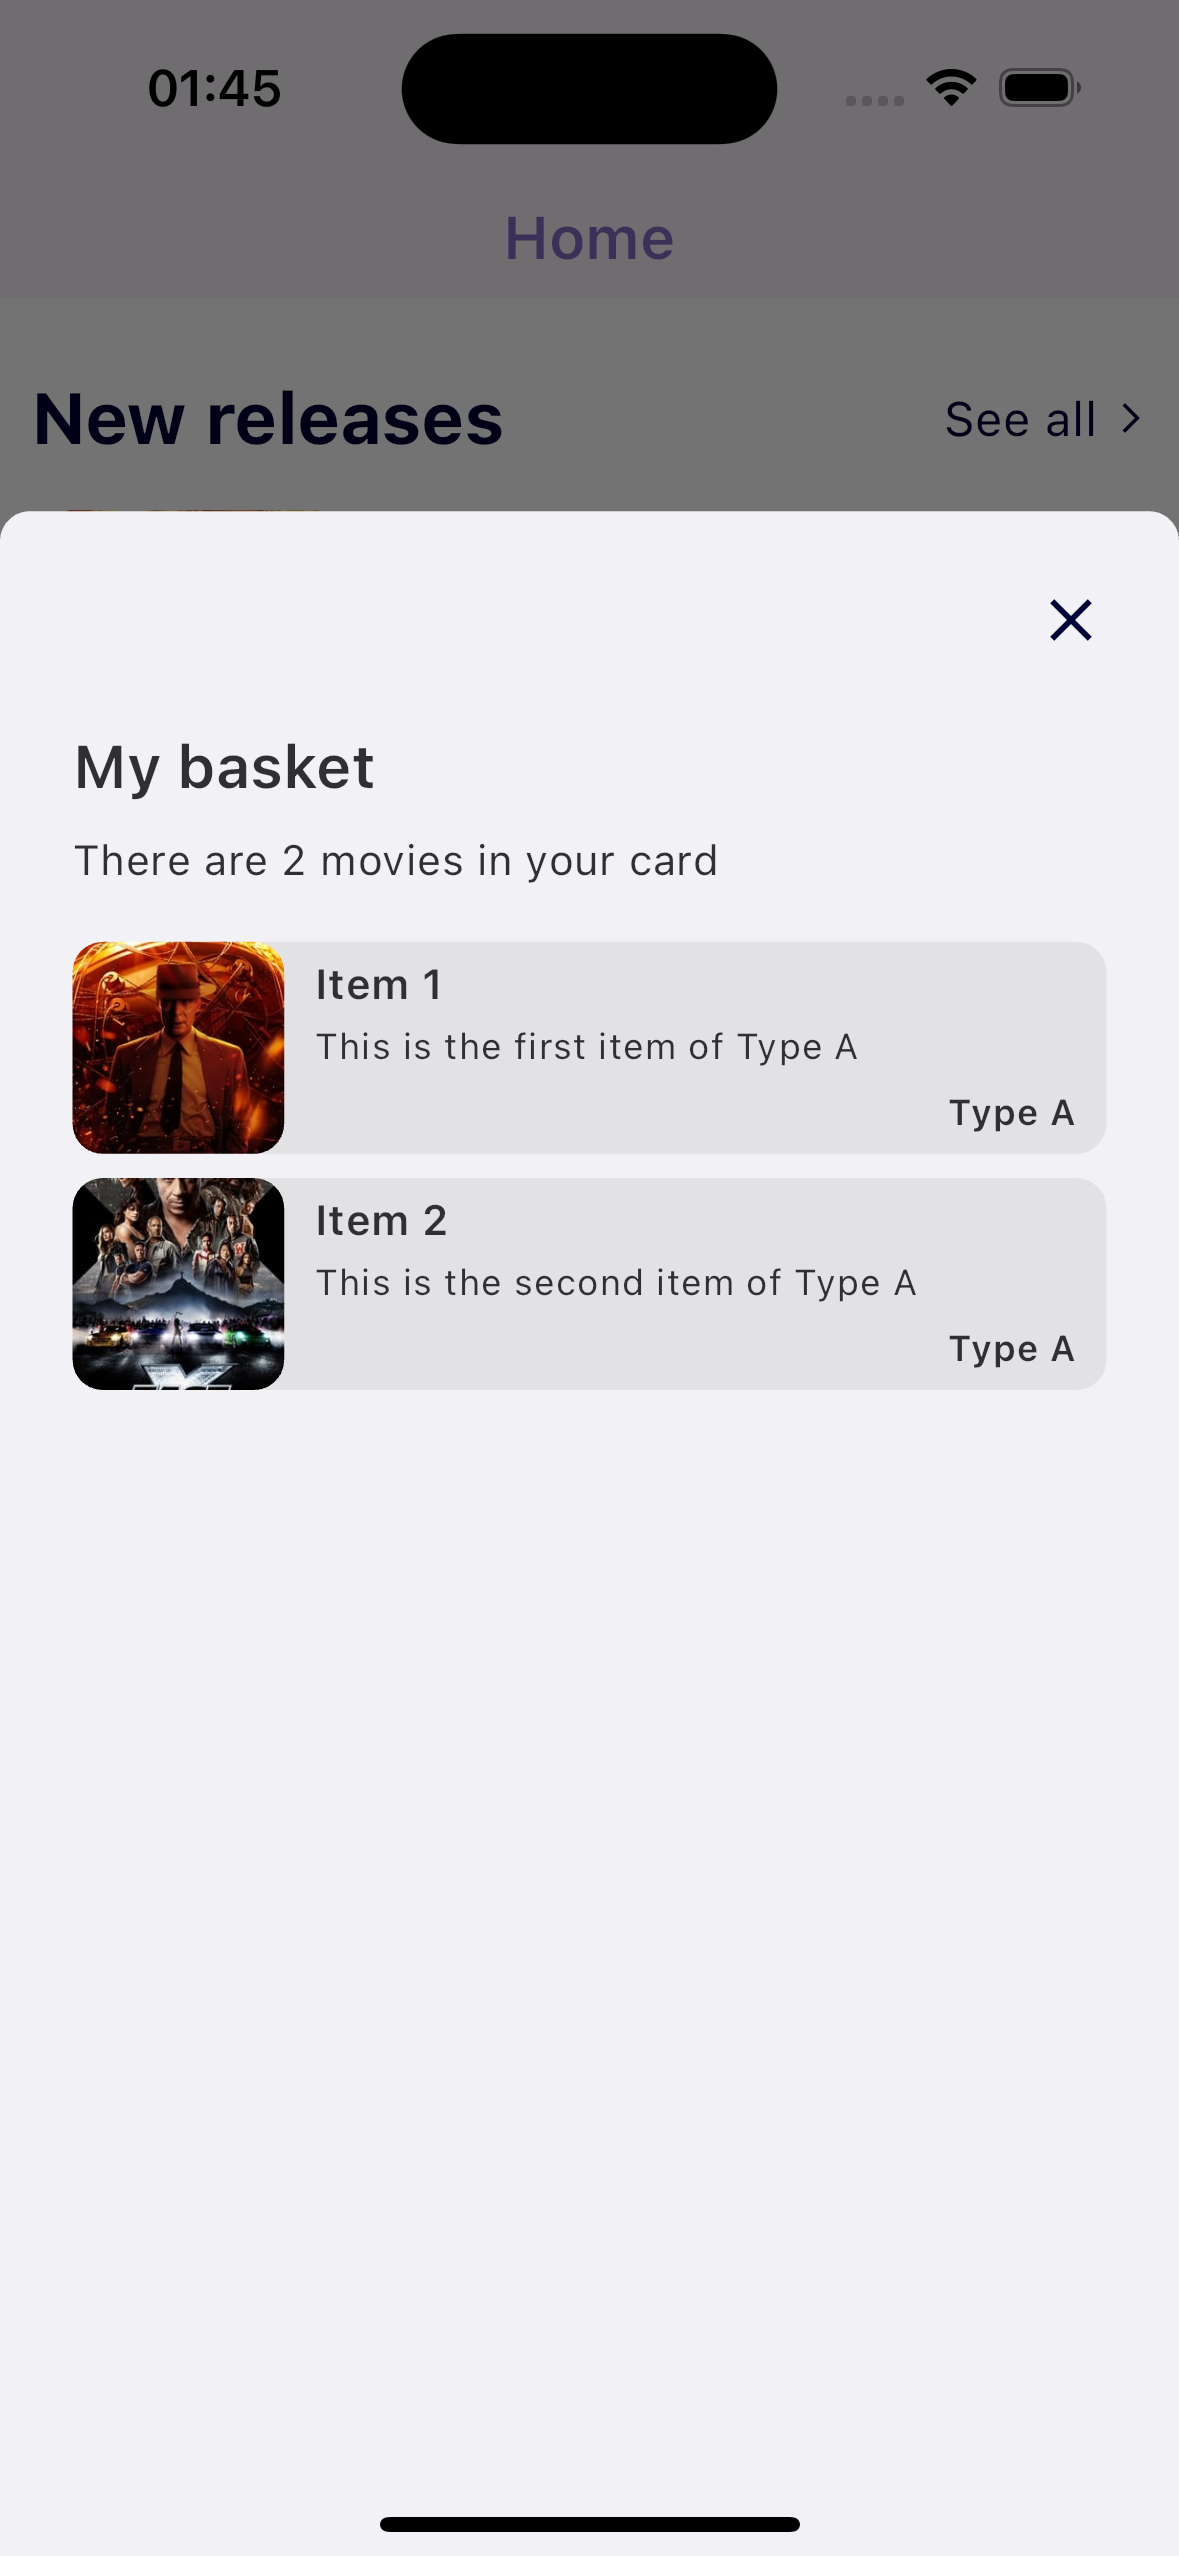 01:45
Home
New releases
See all
My basket
There are 2 movies in your card
Item 1
This is the first item of Type A
Type A
Item 2
This is the second item of Type A
Type A